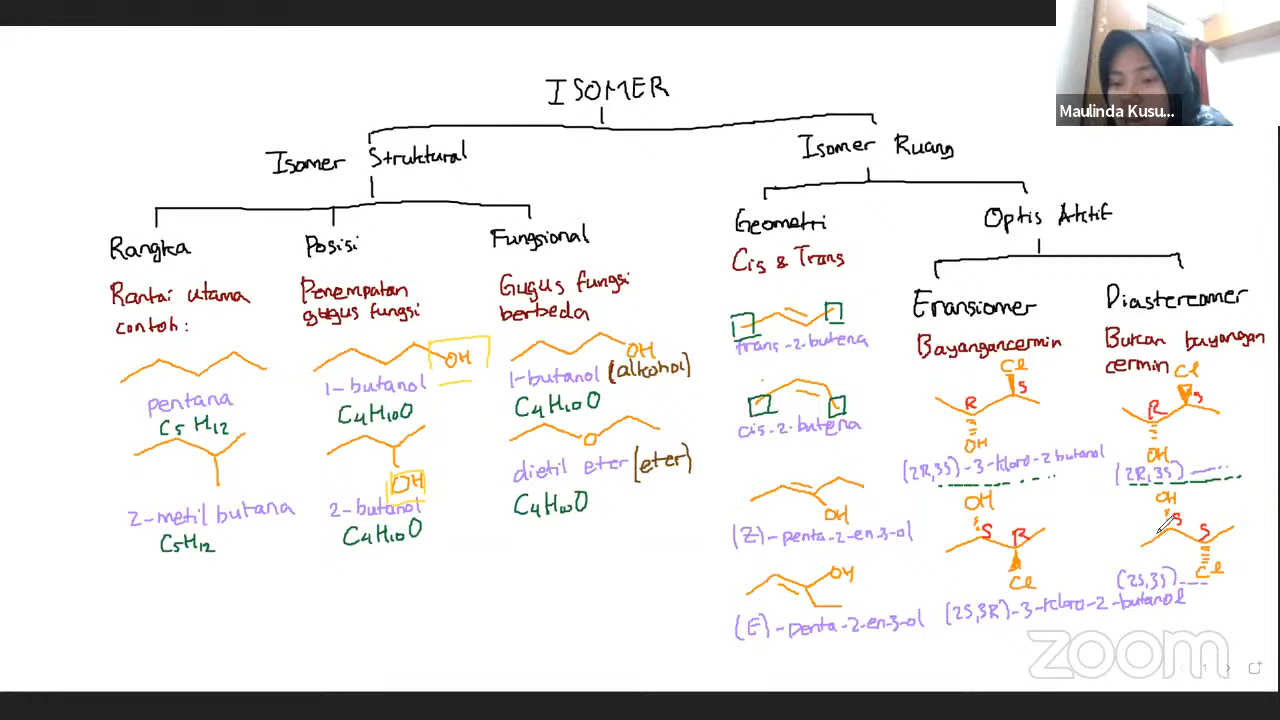 Maulinda Kusu...
ISOMER
Isomer Struktural
Isomer Ruang
Rangka
Rantai utama
contoh:
pentana
C5H12
2-metil butana
C5H12
Posisi
Penempatan
gugus fungsi
OH
1-butanol
C4H10O
OH
2-butanol
C4H10O
Fungsional
Gugus fungsi
berbeda
OH
1-butanol (alkohol)
C4H10O
O
dietil eter (eter)
C4H10O
Geometri
Cis & Trans
trans-2-butena
cis-2-butena
OH
(Z)-penta-2-en-3-ol
OH
(E)-penta-2-en-3-ol
Optis Aktif
Enansiomer
Bayangancermin
Cl
R S
OH
(2R,3S)-3-kloro-2 butanol
OH
S R
Cl
(2S,3R)-3-kloro-2-butanol
Diastereomer
Bukan bayangan
cermin
Cl
R S
OH
(2R,3S)
OH
S S
Cl
(2S,3S)
zoom
1